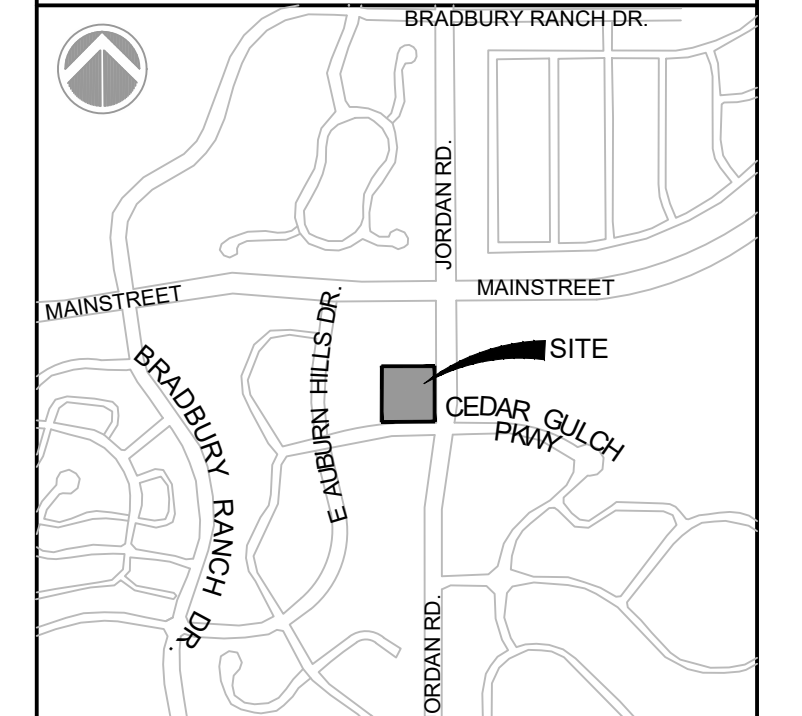 BRADBURY RANCH DR.
JORDAN RD.
MAINSTREET
MAINSTREET
E AUBURN HILLS DR.
SITE
BRADBURY RANCH DR.
CEDAR GULCH
PKWY
ORDAN RD.